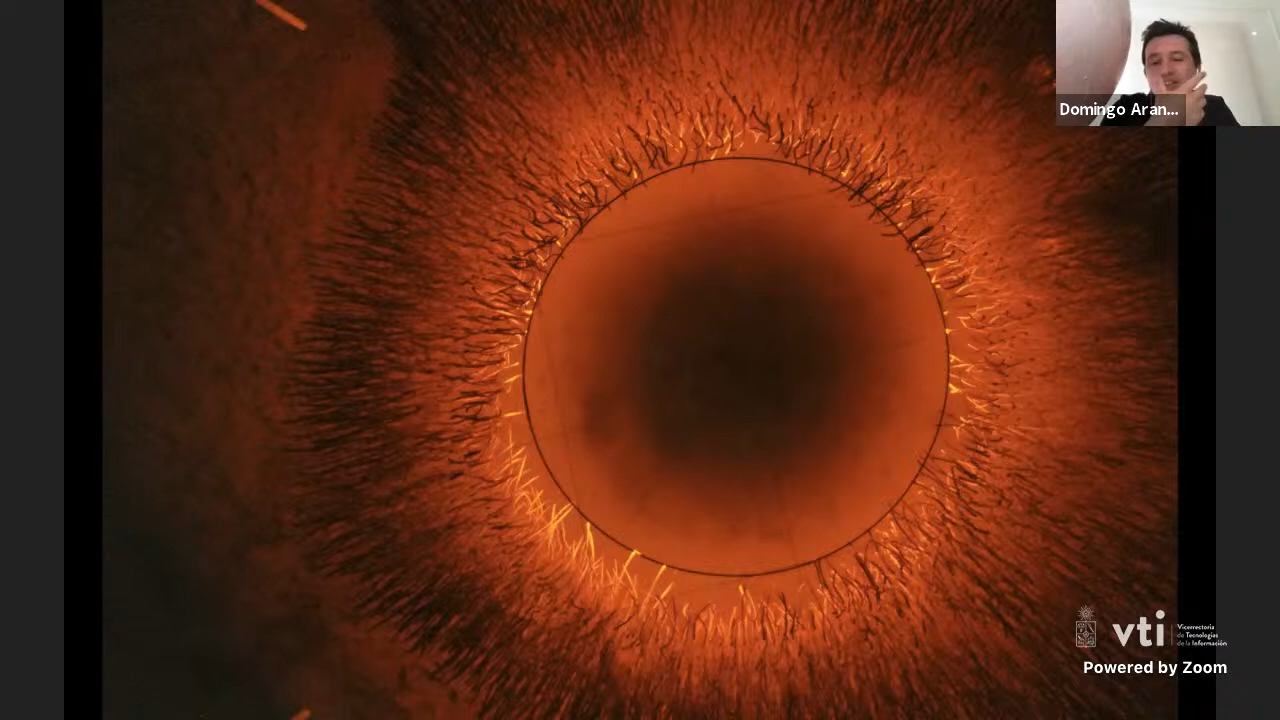 Domingo Aran...
vti
Vicerrectoría
de Tecnologías
de la Información
Powered by Zoom